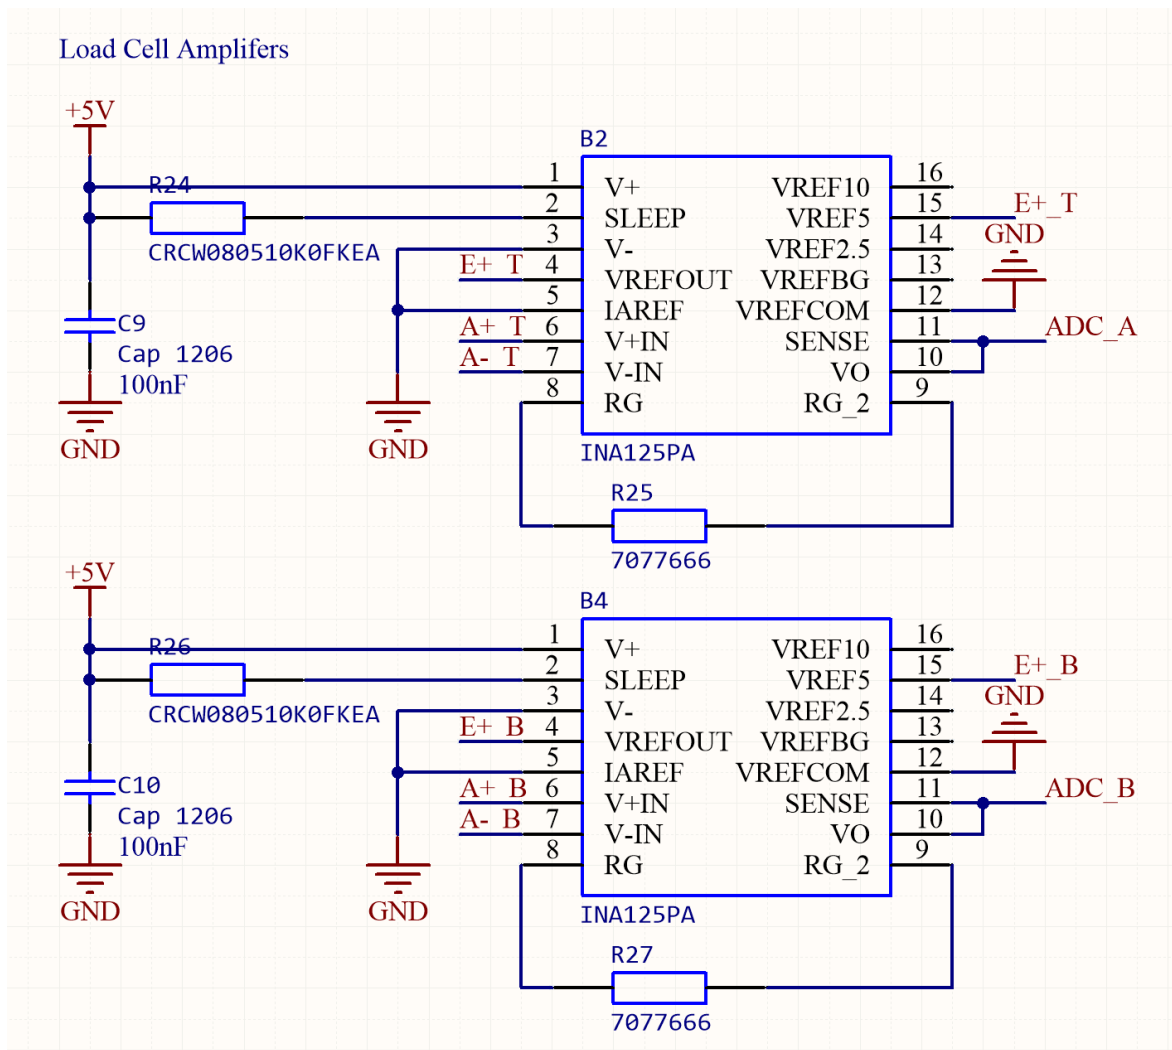 Load Cell Amplifers
+5V
B2
R24
CRCW080510K0FKEA
C9
Cap 1206
100nF
GND
GND
E+_T
A+_T
A-_T
1 V+
2 SLEEP
3 V-
4 VREFOUT
5 IAREF
6 V+IN
7 V-IN
8 RG
VREF10 16
VREF5 15
VREF2.5 14
VREFBG 13
VREFCOM 12
SENSE 11
VO 10
RG_2 9
E+_T
GND
ADC_A
INA125PA
R25
7077666
+5V
B4
R26
CRCW080510K0FKEA
C10
Cap 1206
100nF
GND
GND
E+_B
A+_B
A-_B
1 V+
2 SLEEP
3 V-
4 VREFOUT
5 IAREF
6 V+IN
7 V-IN
8 RG
VREF10 16
VREF5 15
VREF2.5 14
VREFBG 13
VREFCOM 12
SENSE 11
VO 10
RG_2 9
E+_B
GND
ADC_B
INA125PA
R27
7077666